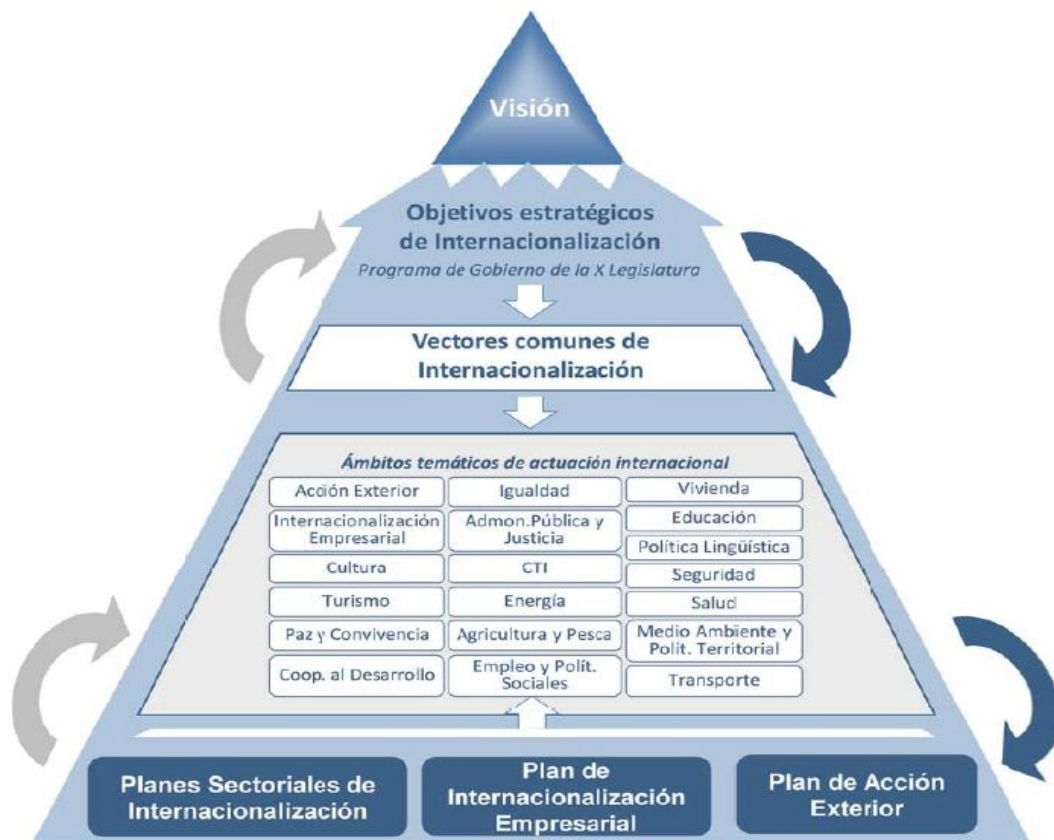 Visión
Objetivos estratégicos
de Internacionalización
Programa de Gobierno de la X Legislatura
Vectores comunes de
Internacionalización
Ámbitos temáticos de actuación internacional
Acción Exterior
Internacionalización
Empresarial
Cultura
Turismo
Paz y Convivencia
Coop. al Desarrollo
Igualdad
Admon.Pública y
Justicia
CTI
Energía
Agricultura y Pesca
Empleo y Polít.
Sociales
Vivienda
Educación
Política Lingüística
Seguridad
Salud
Medio Ambiente y
Polit. Territorial
Transporte
Planes Sectoriales de
Internacionalización
Plan de
Internacionalización
Empresarial
Plan de Acción
Exterior